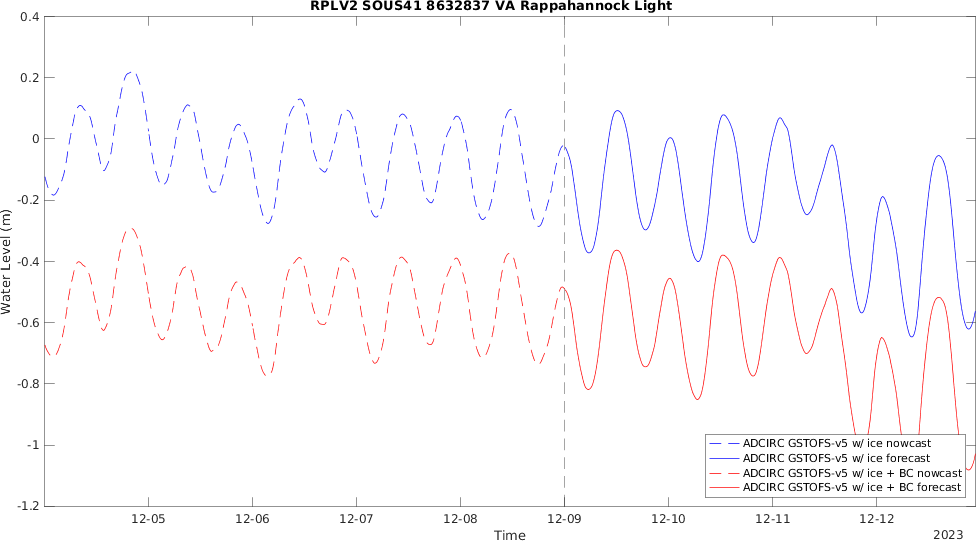 RPLV2 SOUS41 8632837 VA Rappahannock Light
0.4
0.2
0
-0.2
-0.4
-0.6
-0.8
-1
-1.2
Water Level (m)
ADCIRC GSTOFS-v5 w/ ice nowcast
ADCIRC GSTOFS-v5 w/ ice forecast
ADCIRC GSTOFS-v5 w/ ice + BC nowcast
ADCIRC GSTOFS-v5 w/ ice + BC forecast
12-05 12-06 12-07 12-08 12-09 12-10 12-11 12-12
Time
2023